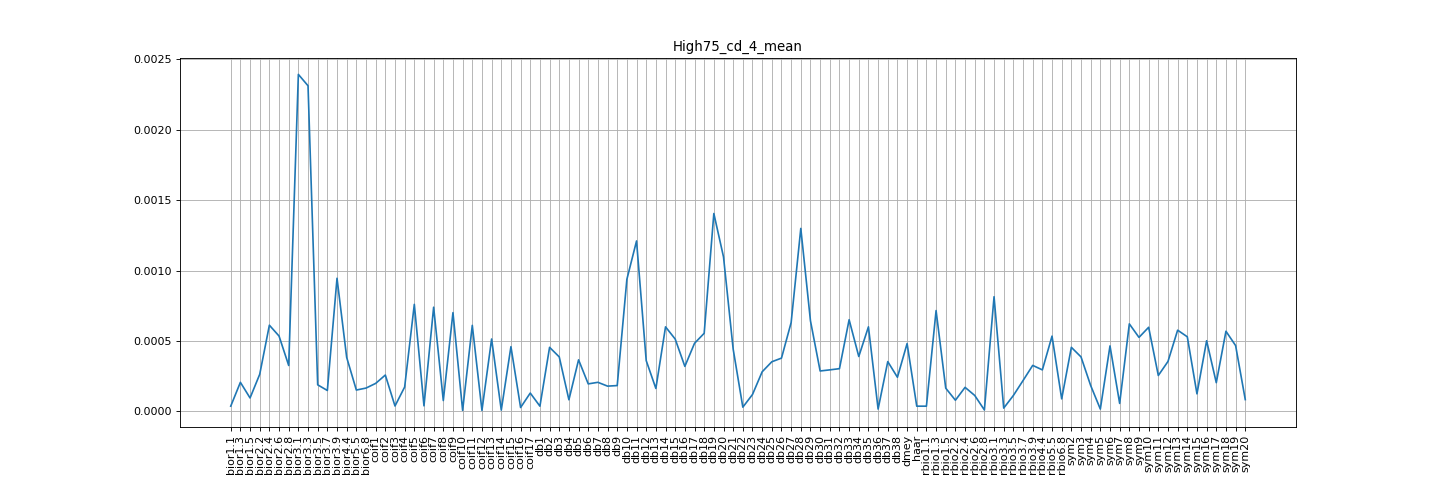 High75_cd_4_mean
0.0025
0.0020
0.0015
0.0010
0.0005
0.0000
bior1.1
bior1.3
bior1.5
bior2.2
bior2.4
bior2.6
bior2.8
bior3.1
bior3.3
bior3.5
bior3.7
bior3.9
bior4.4
bior5.5
bior6.8
coif1
coif2
coif3
coif4
coif5
coif6
coif7
coif8
coif9
coif10
coif11
coif12
coif13
coif14
coif15
coif16
coif17
db1
db2
db3
db4
db5
db6
db7
db8
db9
db10
db11
db12
db13
db14
db15
db16
db17
db18
db19
db20
db21
db22
db23
db24
db25
db26
db27
db28
db29
db30
db31
db32
db33
db34
db35
db36
db37
db38
dmey
haar
rbio1.1
rbio1.3
rbio1.5
rbio2.2
rbio2.4
rbio2.6
rbio2.8
rbio3.1
rbio3.3
rbio3.5
rbio3.7
rbio3.9
rbio4.4
rbio5.5
rbio6.8
sym2
sym3
sym4
sym5
sym6
sym7
sym8
sym9
sym10
sym11
sym12
sym13
sym14
sym15
sym16
sym17
sym18
sym19
sym20